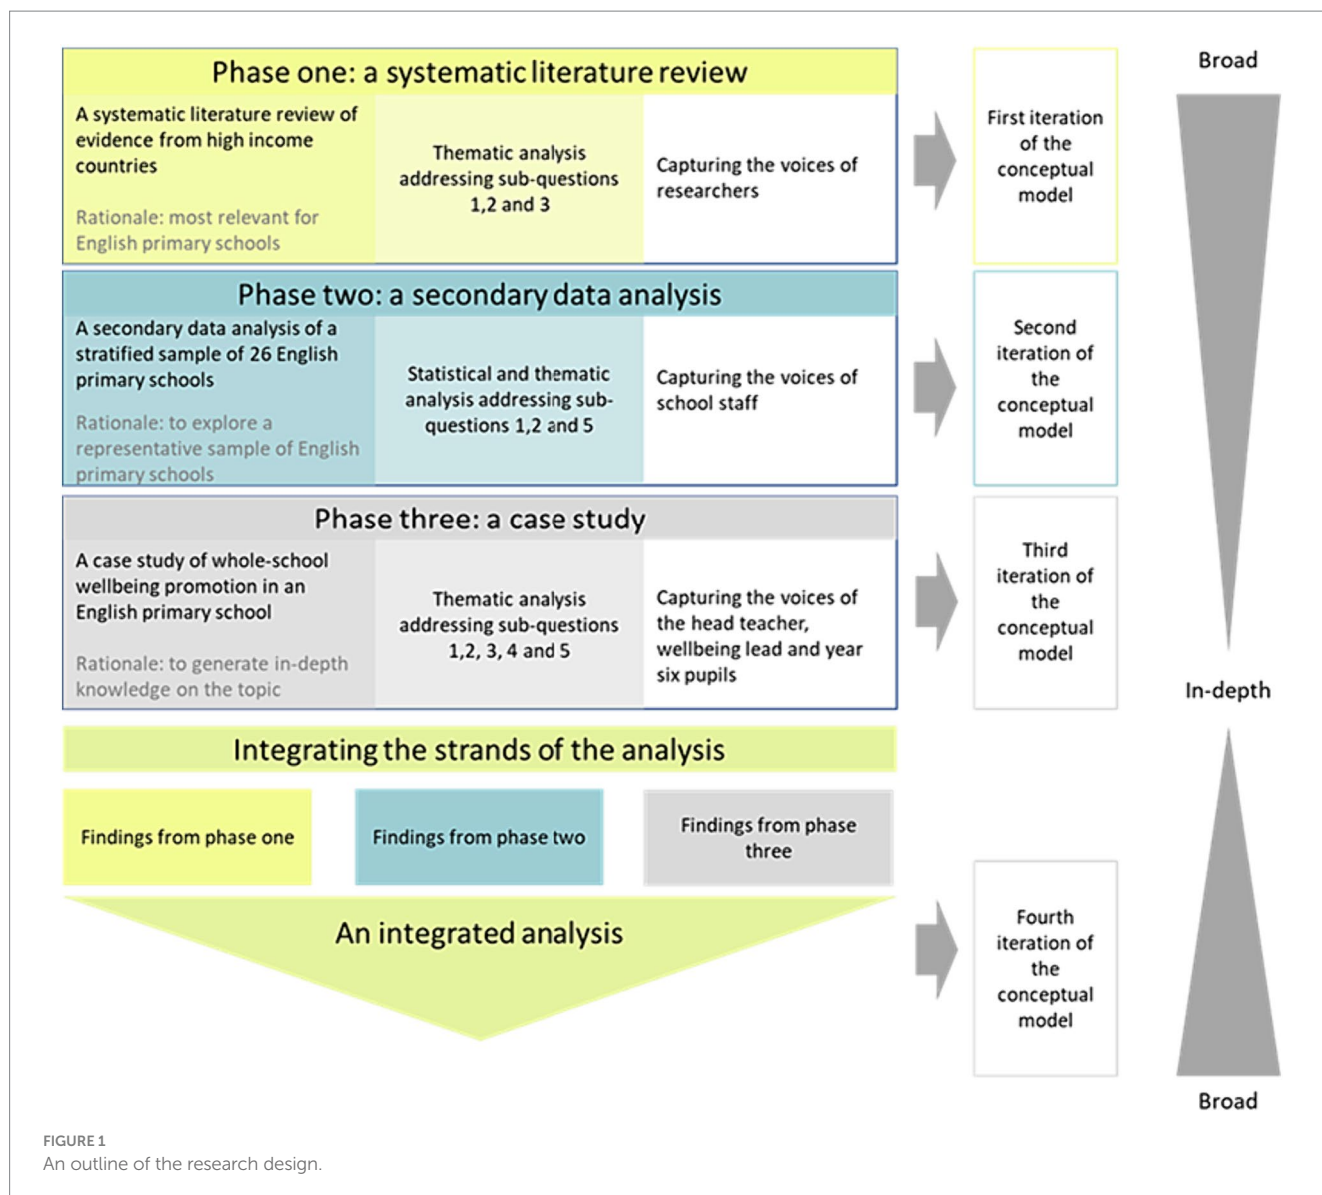 Phase one: a systematic literature review
A systematic literature review of
evidence from high income
countries
Rationale: most relevant for
English primary schools
Thematic analysis
addressing sub-questions
1,2 and 3
Capturing the voices of
researchers
First iteration
of the
conceptual
model
Broad
Phase two: a secondary data analysis
A secondary data analysis of a
stratified sample of 26 English
primary schools
Rationale: to explore a
representative sample of English
primary schools
Statistical and thematic
analysis addressing sub-
questions 1,2 and 5
Capturing the voices of
school staff
Second
iteration of
the
conceptual
model
Phase three: a case study
A case study of whole-school
wellbeing promotion in an
English primary school
Rationale: to generate in-depth
knowledge on the topic
Thematic analysis
addressing sub-questions
1,2, 3, 4 and 5
Capturing the voices of
the head teacher,
wellbeing lead and year
six pupils
Third
iteration of
the
conceptual
model
In-depth
Integrating the strands of the analysis
Findings from phase one
Findings from phase two
Findings from phase
three
An integrated analysis
Fourth
iteration of
the
conceptual
model
Broad
FIGURE 1
An outline of the research design.